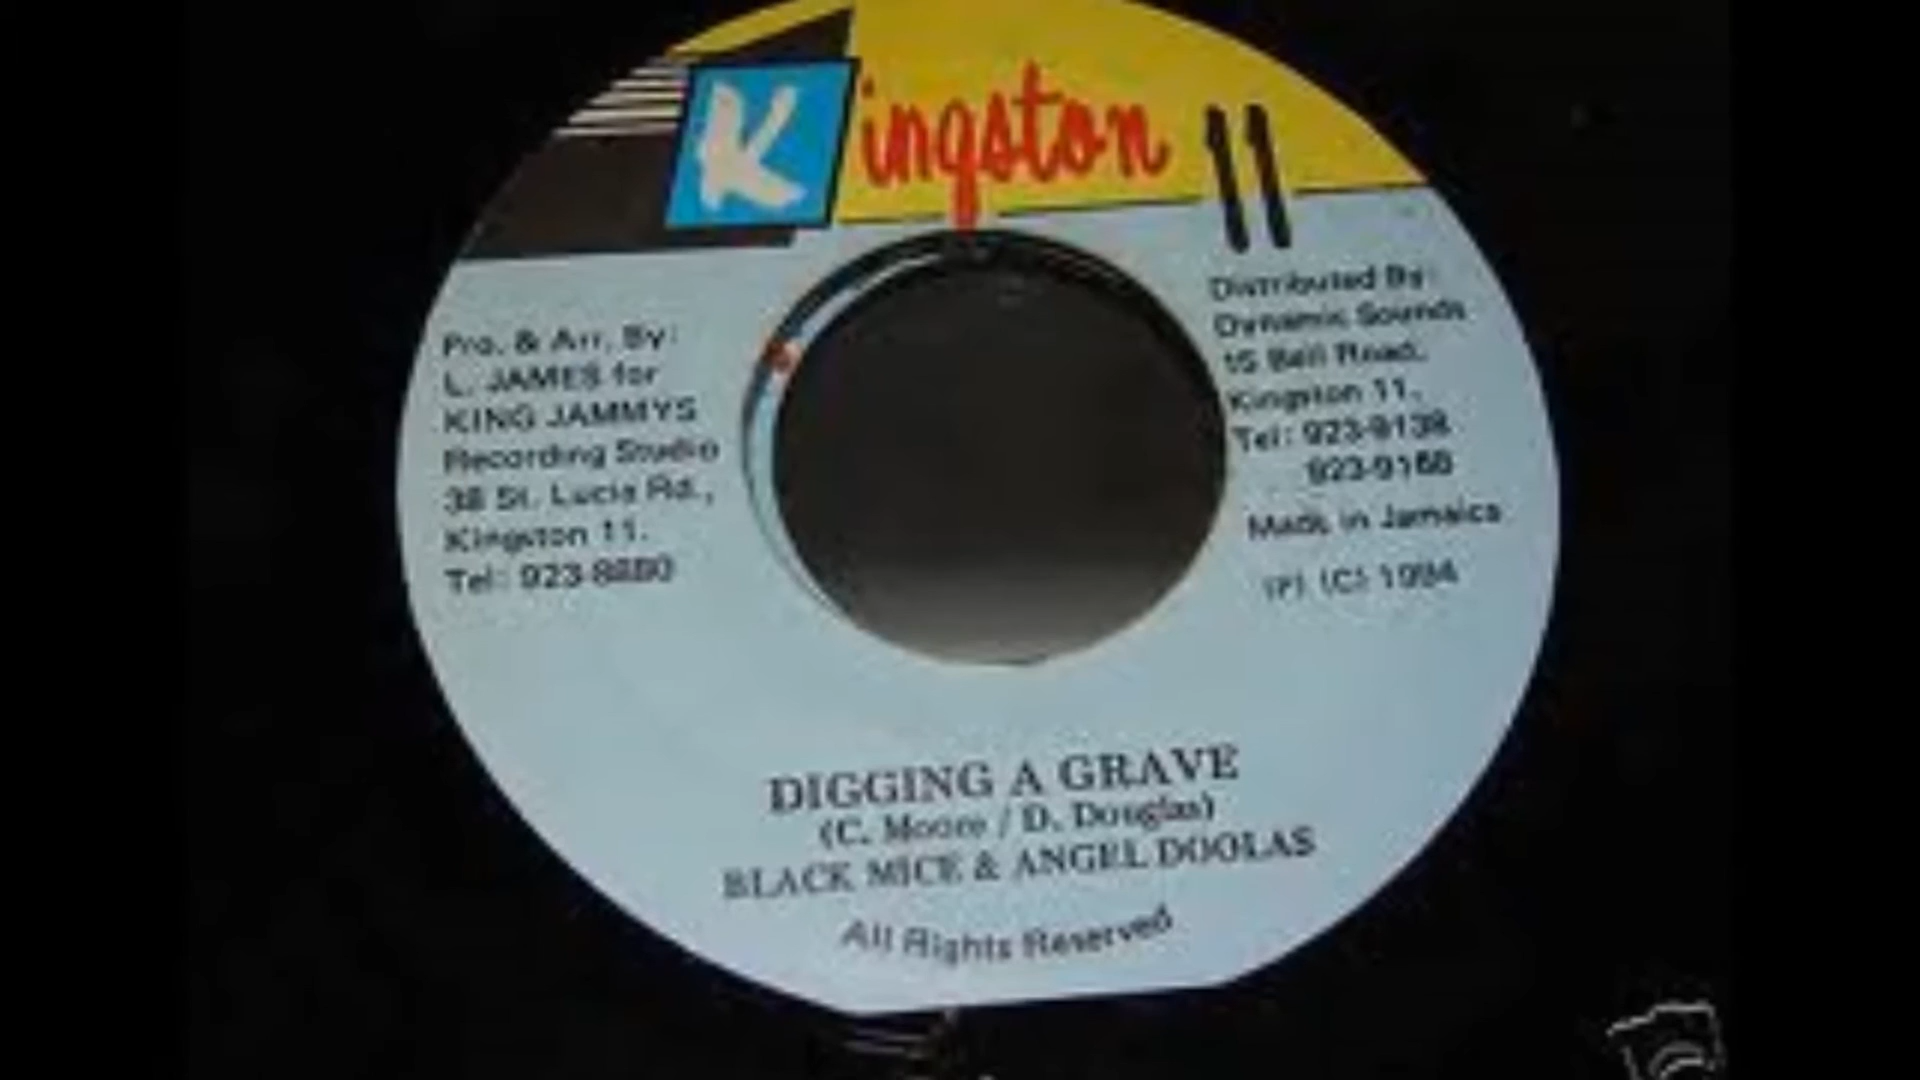 Kingston 11
Pro. & Arr. By:
L. JAMES for
KING JAMMYS
Recording Studio
38 St. Lucia Rd.,
Kingston 11.
Tel: 923-8880
Distributed By:
Dynamic Sounds
15 Bell Road,
Kingston 11.
Tel: 923-9138
923-9168
Made in Jamaica
(P) (C) 1994
DIGGING A GRAVE
(C. Moore / D. Douglas)
BLACK MICE & ANGEL DOOLAS
All Rights Reserved